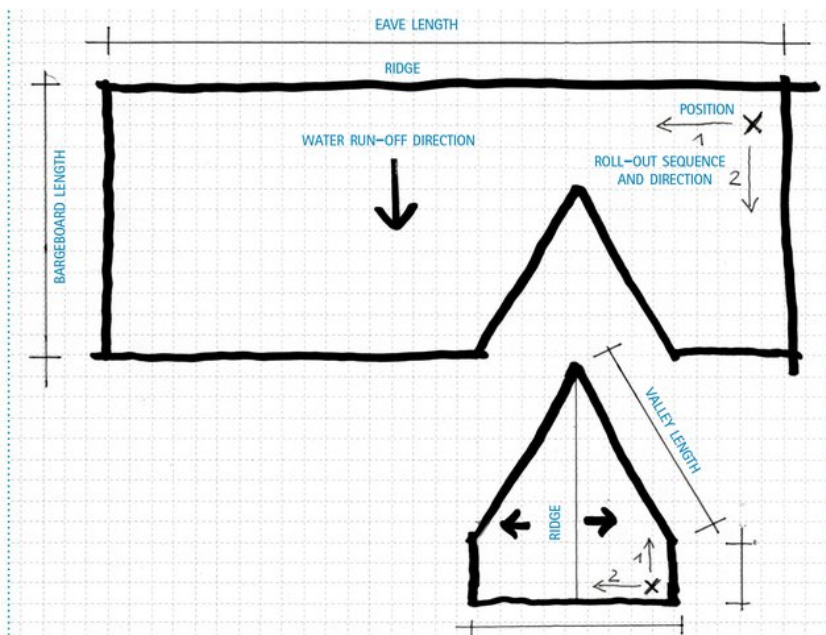 EAVE LENGTH
RIDGE
POSITION
1
WATER RUN-OFF DIRECTION
ROLL-OUT SEQUENCE
AND DIRECTION 2
BARGEBOARD LENGTH
VALLEY LENGTH
RIDGE
1
2